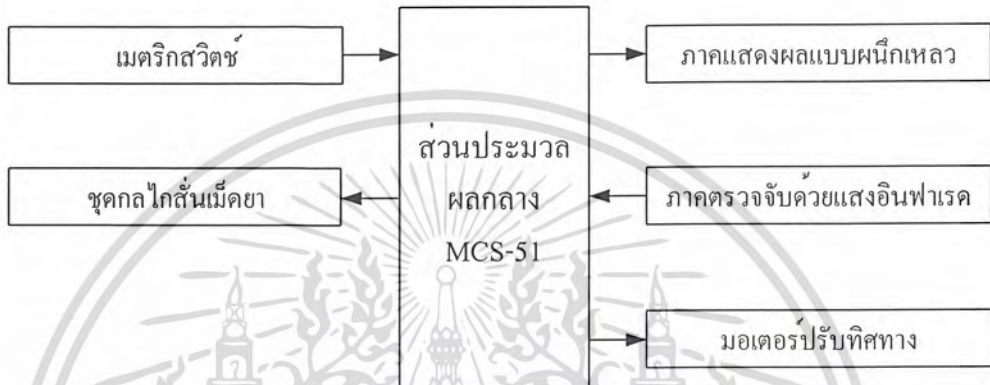 เมตริกสวิตช์
ชุดกลไกสั่นเม็ดยา
ส่วนประมวล
ผลกลาง
MCS-51
ภาคแสดงผลแบบผนึกเหลว
ภาคตรวจจับด้วยแสงอินฟาเรด
มอเตอร์ปรับทิศทาง